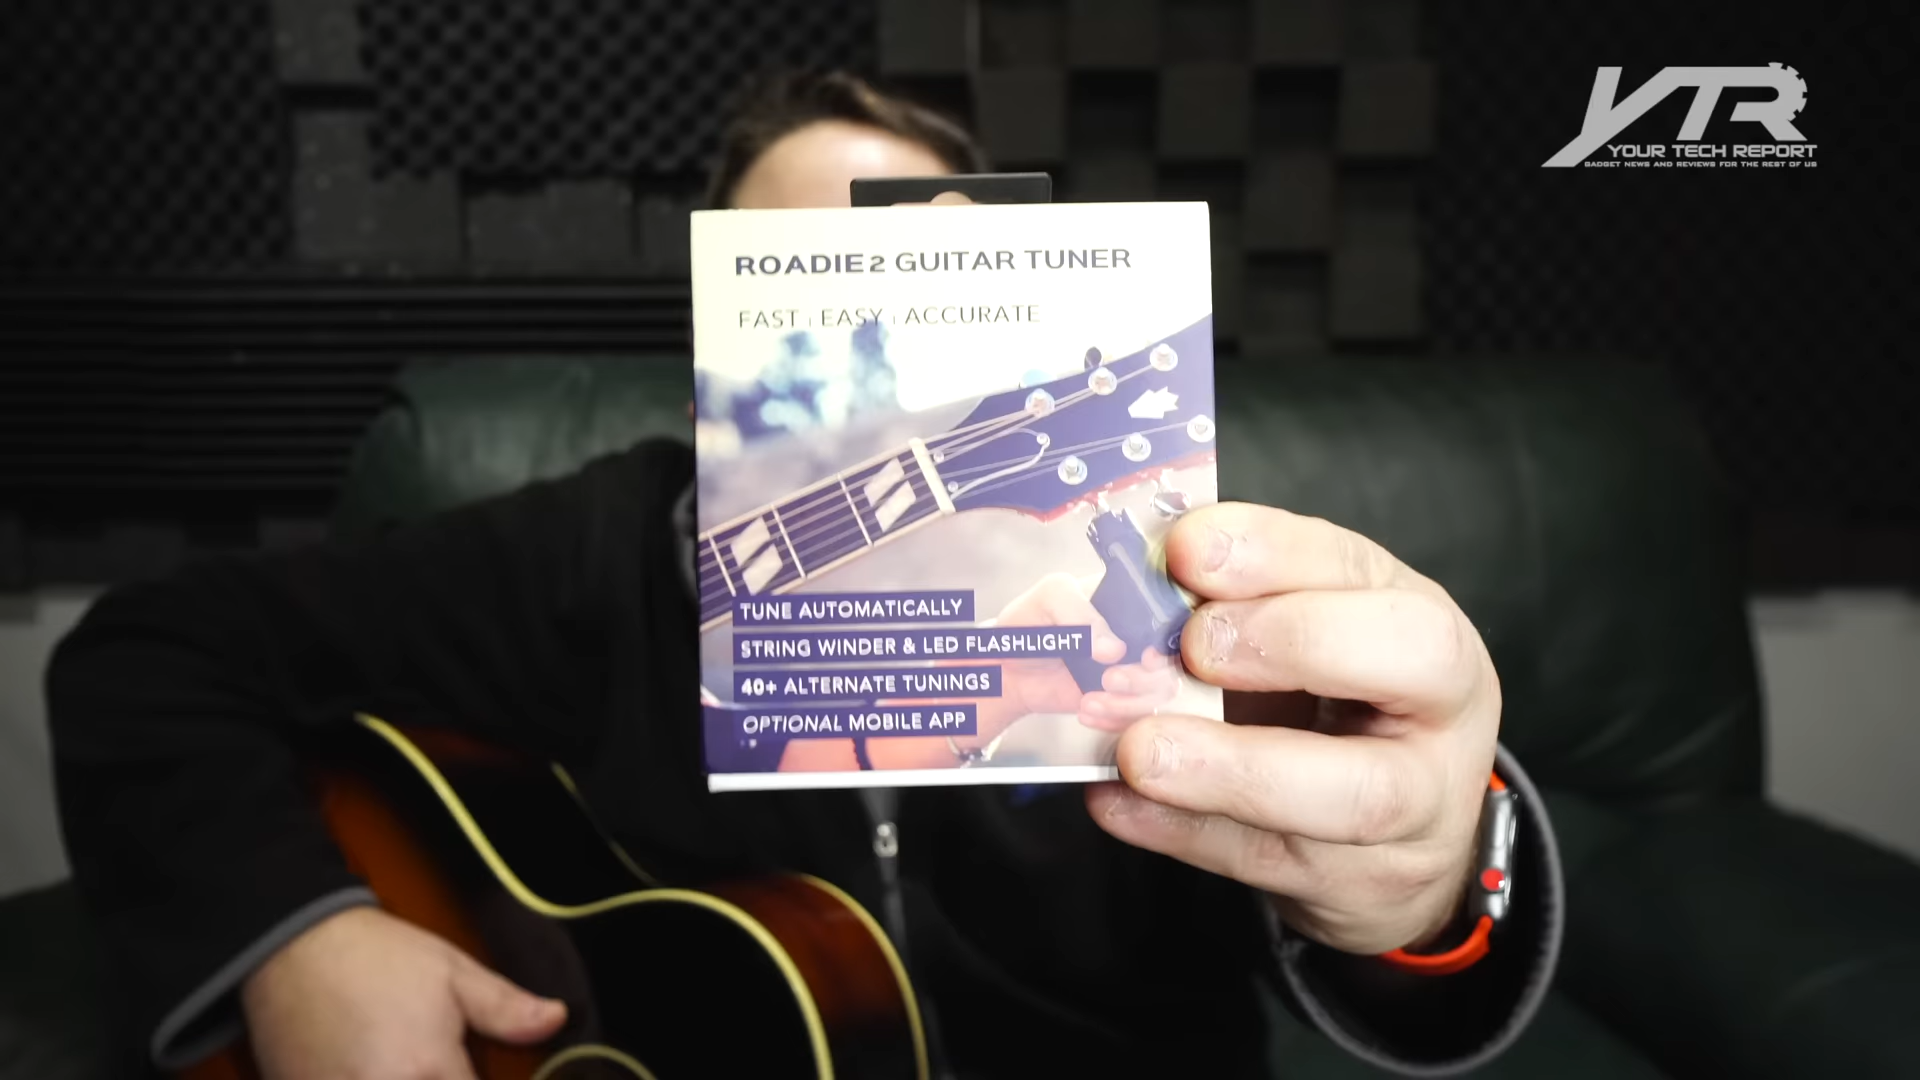 YTR
YOUR TECH REPORT
GADGET NEWS AND REVIEWS FOR THE REST OF US
ROADIE2 GUITAR TUNER
FAST | EASY | ACCURATE
TUNE AUTOMATICALLY
STRING WINDER & LED FLASHLIGHT
40+ ALTERNATE TUNINGS
OPTIONAL MOBILE APP